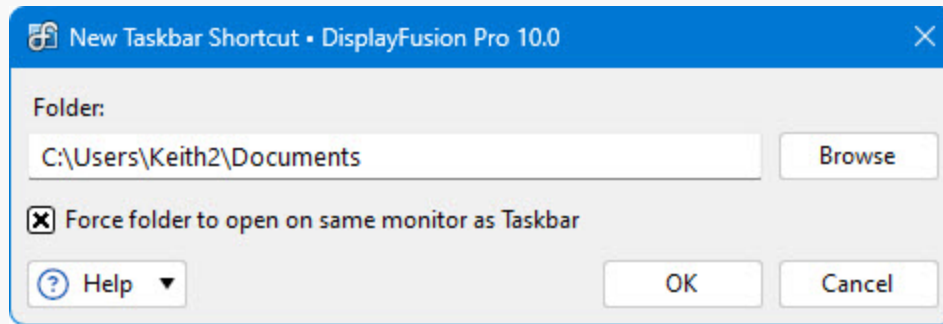 New Taskbar Shortcut • DisplayFusion Pro 10.0
Folder:
C:\Users\Keith2\Documents
Browse
Force folder to open on same monitor as Taskbar
Help
OK
Cancel